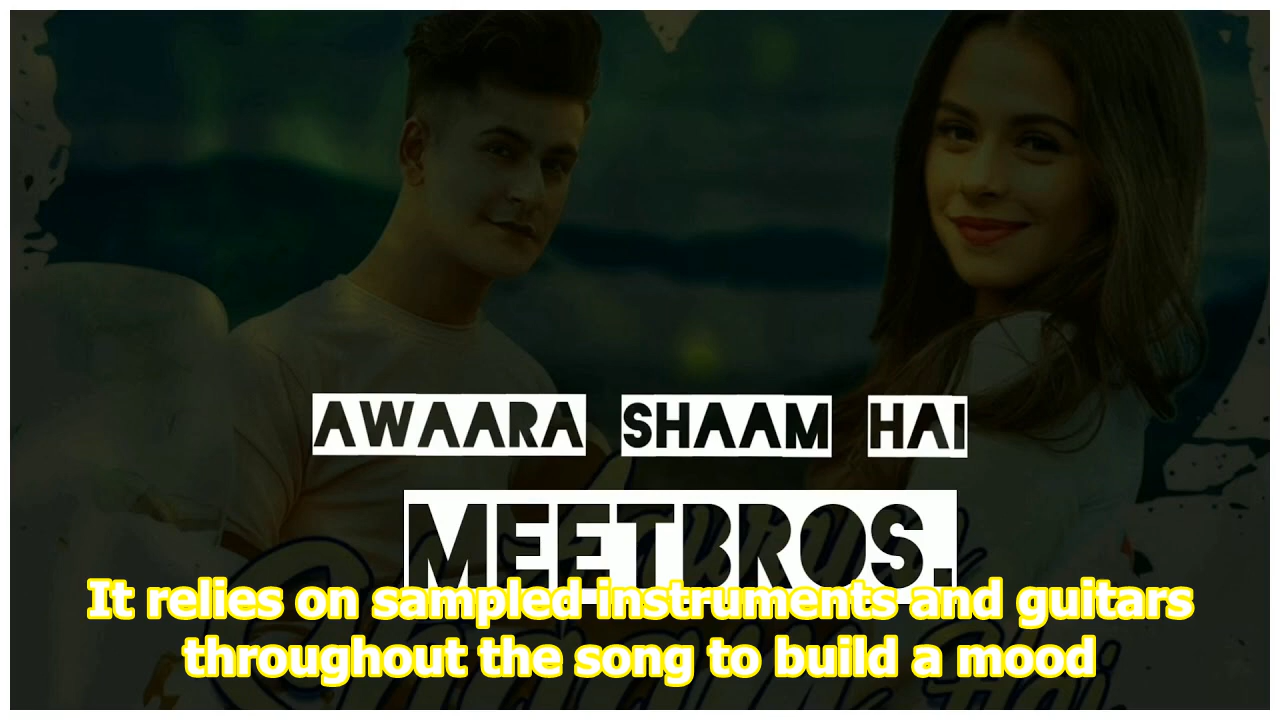 AWAARA SHAAM HAI
MEETBROS.
It relies on sampled instruments and guitars
throughout the song to build a mood